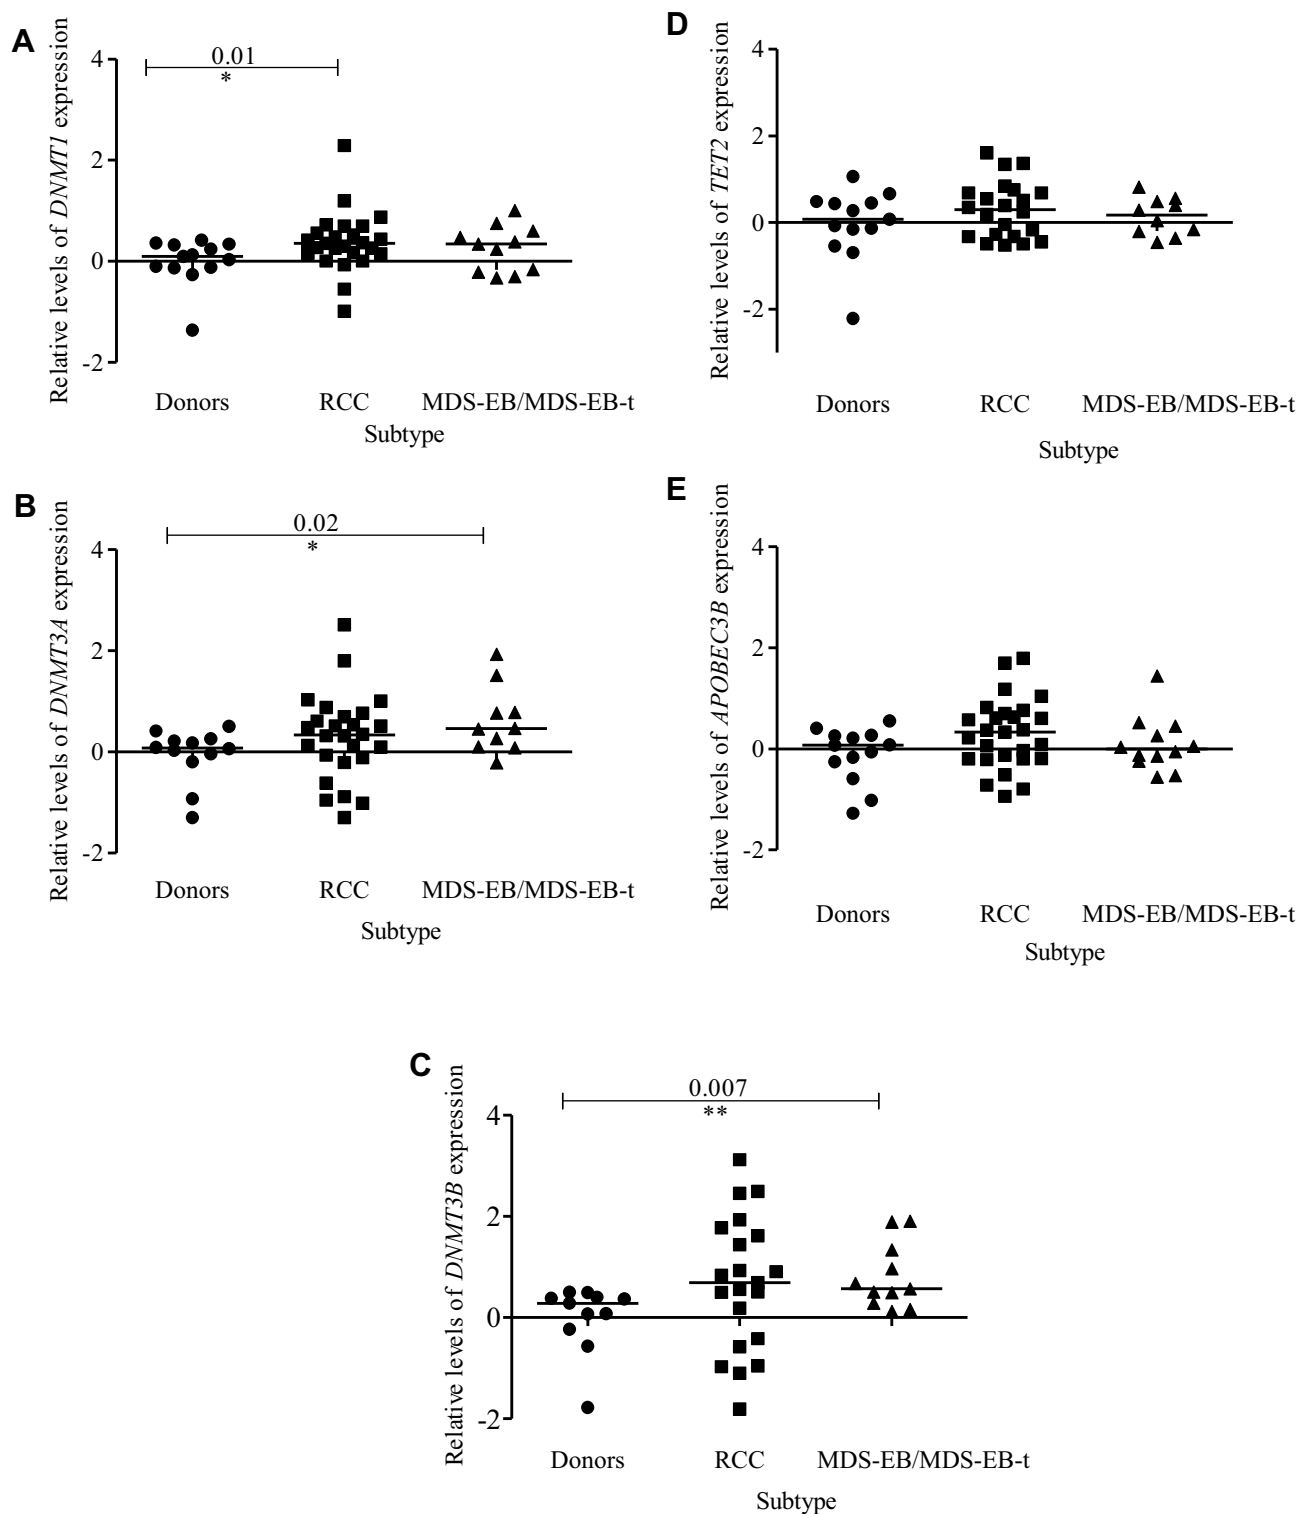 A
Relative levels of DNMT1 expression
0.01
*
4
2
0
-2
Donors RCC MDS-EB/MDS-EB-t
Subtype
D
Relative levels of TET2 expression
4
2
0
-2
Donors RCC MDS-EB/MDS-EB-t
Subtype
B
Relative levels of DNMT3A expression
0.02
*
4
2
0
-2
Donors RCC MDS-EB/MDS-EB-t
Subtype
E
Relative levels of APOBEC3B expression
4
2
0
-2
Donors RCC MDS-EB/MDS-EB-t
Subtype
C
Relative levels of DNMT3B expression
0.007
**
4
2
0
-2
Donors RCC MDS-EB/MDS-EB-t
Subtype